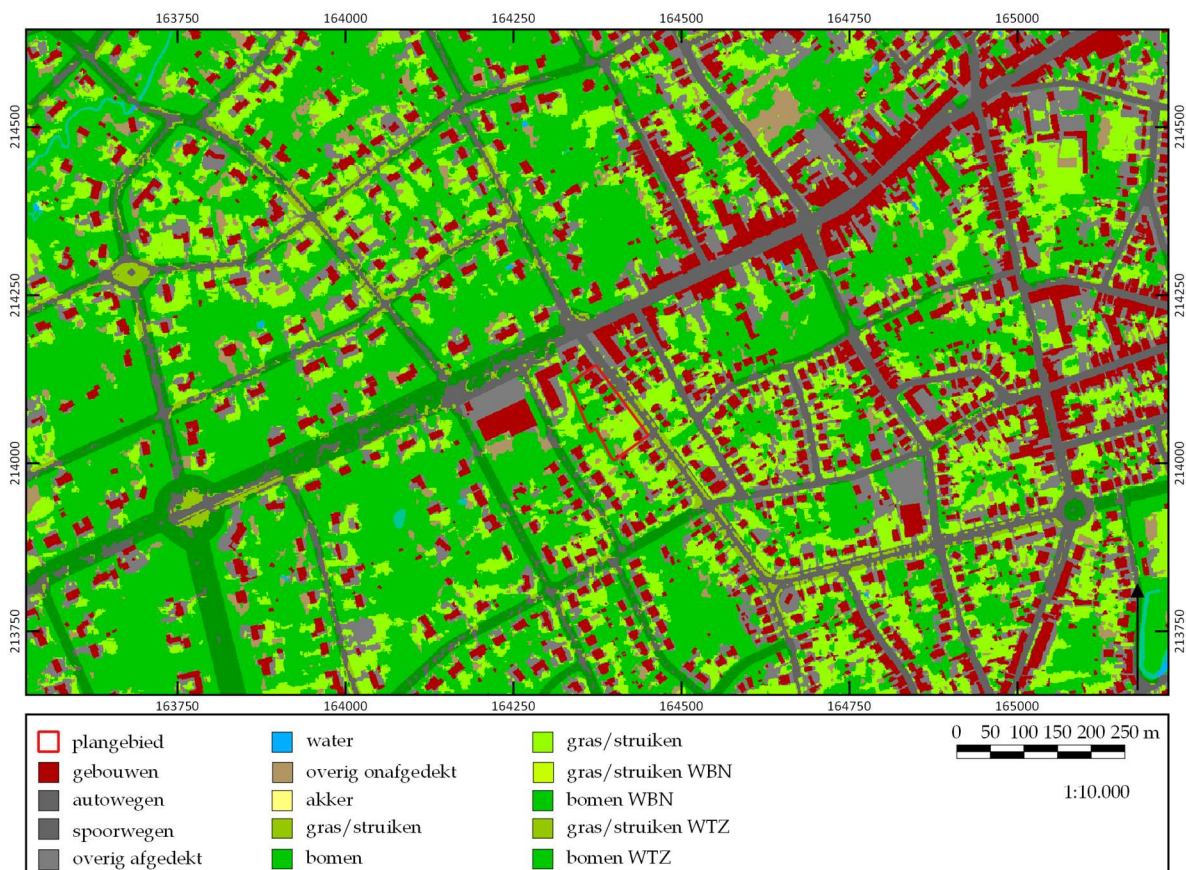 163750 164000 164250 164500 164750 165000
214500 214500
214250 214250
214000 214000
213750 213750
163750 164000 164250 164500 164750 165000
plangebied water gras/struiken 0 50 100 150 200 250 m
gebouwen overig onafgedekt gras/struiken WBN
autowegen akker bomen WBN 1:10.000
spoorwegen gras/struiken gras/struiken WTZ
overig afgedekt bomen bomen WTZ